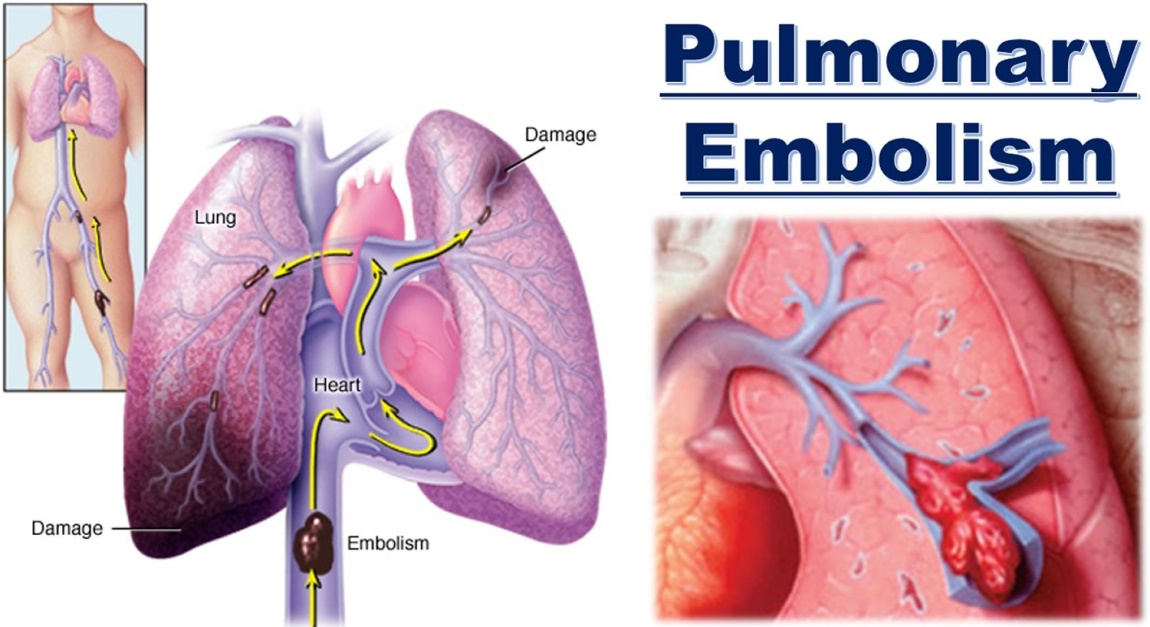 Pulmonary
Embolism
Damage
Lung
Heart
Damage
Embolism